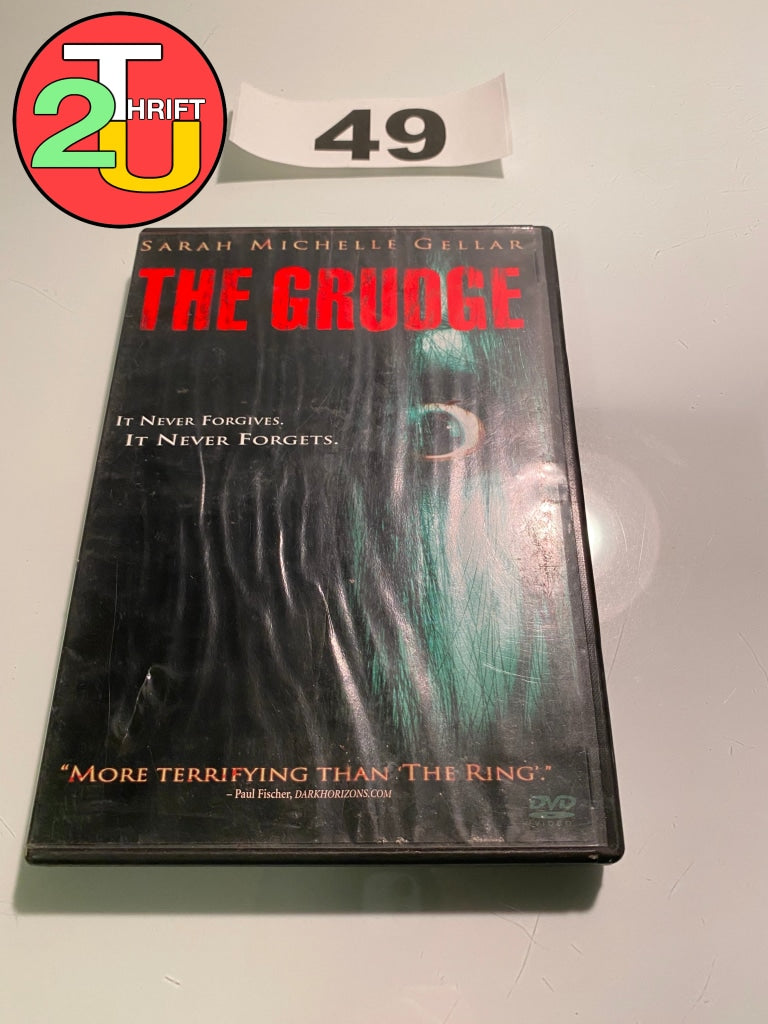 2 THRIFT U
49
SARAH MICHELLE GELLAR
THE GRUDGE
IT NEVER FORGIVES.
IT NEVER FORGETS.
"MORE TERRIFYING THAN 'THE RING'."
– Paul Fischer, DARKHORIZONS.COM
DVD
VIDEO